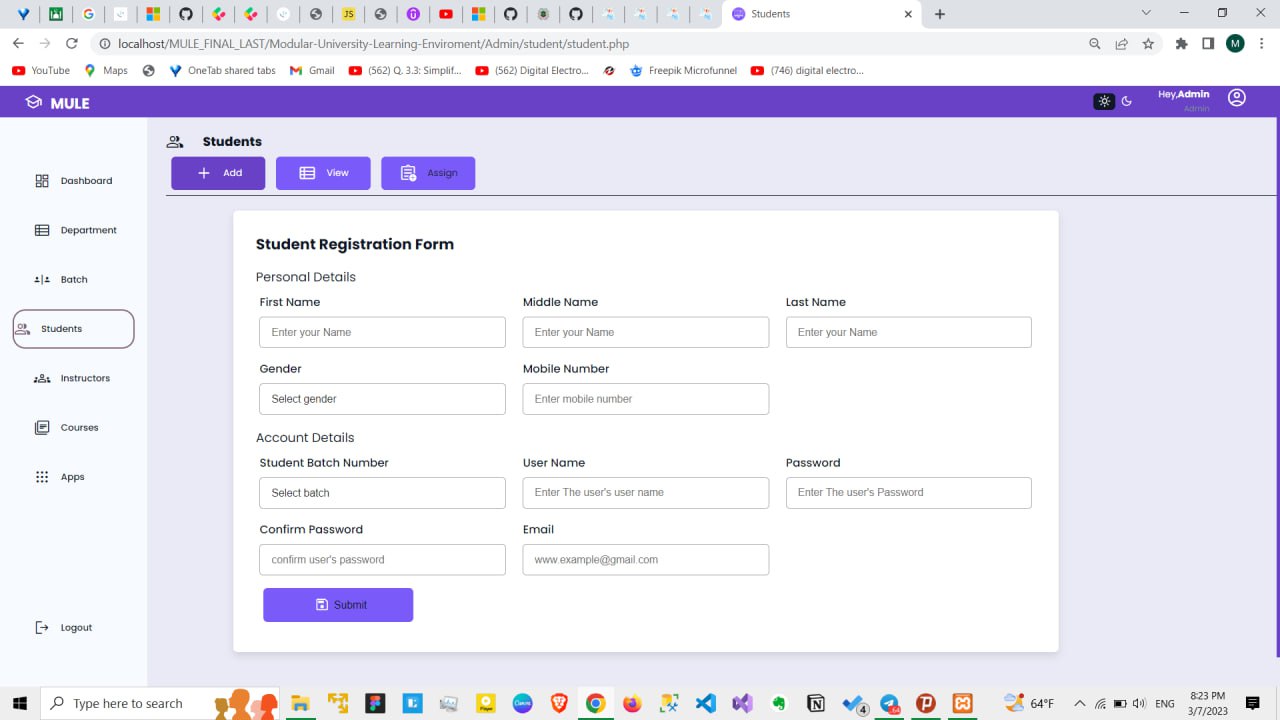 Students
localhost/MULE_FINAL_LAST/Modular-University-Learning-Enviroment/Admin/student/student.php
M
YouTube
Maps
OneTab shared tabs
Gmail
(562) Q, 3.3: Simplif...
(562) Digital Electro...
Freepik Microfunnel
(746) digital electro...
MULE
Hey,Admin
Admin
Students
Add
View
Assign
Dashboard
Department
Batch
Students
Instructors
Courses
Apps
Logout
Student Registration Form
Personal Details
First Name
Middle Name
Last Name
Enter your Name
Enter your Name
Enter your Name
Gender
Mobile Number
Select gender
Enter mobile number
Account Details
Student Batch Number
User Name
Password
Select batch
Enter The user's user name
Enter The user's Password
Confirm Password
Email
confirm user's password
www.example@gmail.com
Submit
Type here to search
64°F
ENG
8:23 PM
3/7/2023